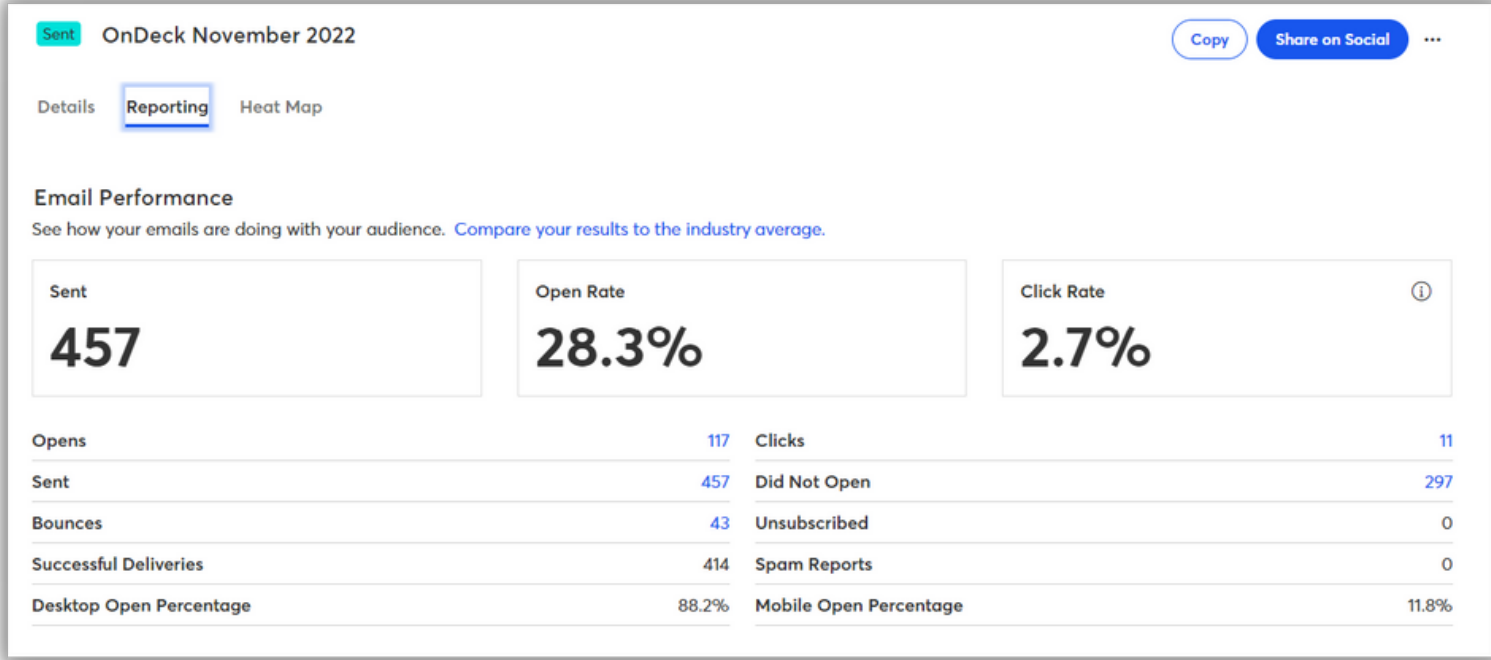 Sent OnDeck November 2022 Copy Share on Social ...
Details Reporting Heat Map
Email Performance
See how your emails are doing with your audience. Compare your results to the industry average.
Sent Open Rate Click Rate
457 28.3% 2.7%
Opens 117 Clicks 11
Sent 457 Did Not Open 297
Bounces 43 Unsubscribed 0
Successful Deliveries 414 Spam Reports 0
Desktop Open Percentage 88.2% Mobile Open Percentage 11.8%